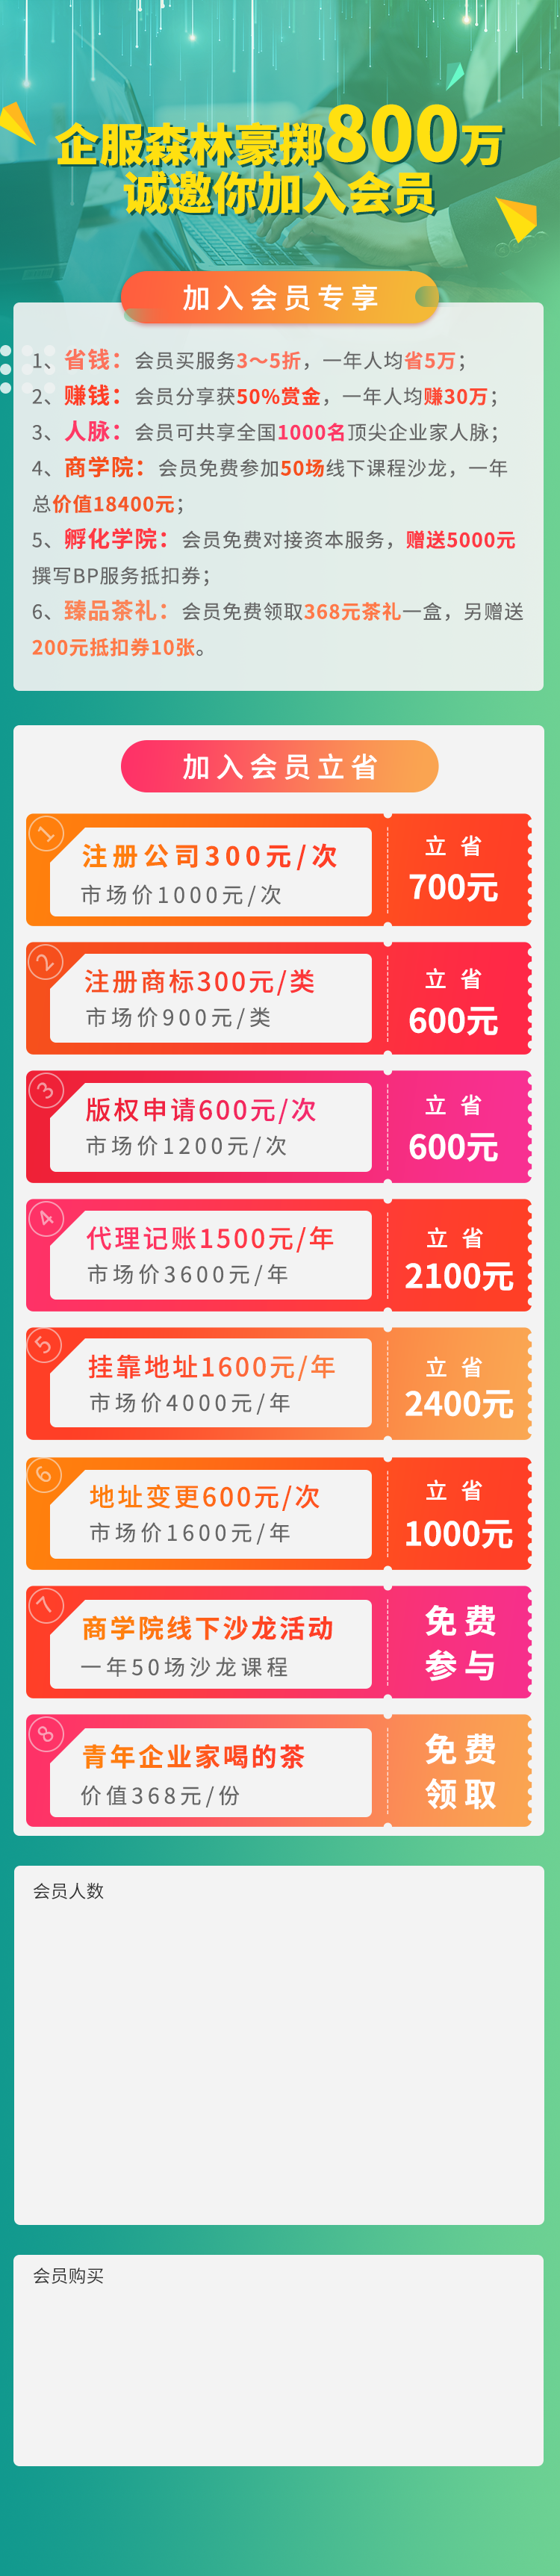 企服森林豪掷800万
诚邀你加入会员
加入会员专享
1、省钱：会员买服务3～5折，一年人均省5万；
2、赚钱：会员分享获50%赏金，一年人均赚30万；
3、人脉：会员可共享全国1000名顶尖企业家人脉；
4、商学院：会员免费参加50场线下课程沙龙，一年
总价值18400元；
5、孵化学院：会员免费对接资本服务，赠送5000元
撰写BP服务抵扣券；
6、臻品茶礼：会员免费领取368元茶礼一盒，另赠送
200元抵扣券10张。
加入会员立省
1
注册公司300元/次
市场价1000元/次
立省
700元
2
注册商标300元/类
市场价900元/类
立省
600元
3
版权申请600元/次
市场价1200元/次
立省
600元
4
代理记账1500元/年
市场价3600元/年
立省
2100元
5
挂靠地址1600元/年
市场价4000元/年
立省
2400元
6
地址变更600元/次
市场价1600元/年
立省
1000元
7
商学院线下沙龙活动
一年50场沙龙课程
免费
参与
8
青年企业家喝的茶
价值368元/份
免费
领取
会员人数
会员购买